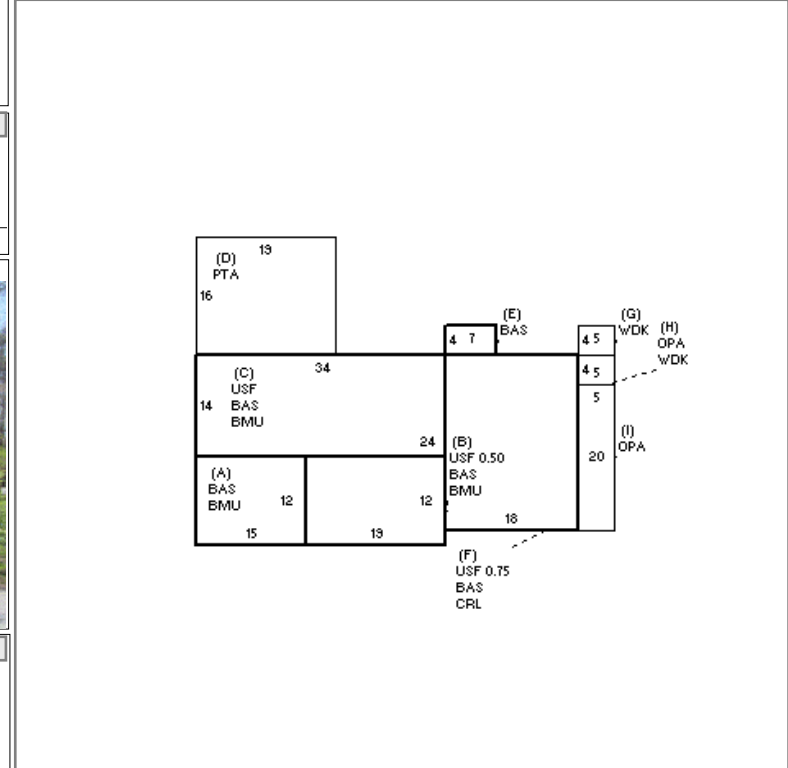 19
(D)
PTA
16
(E)
BAS
4 7
(G)
WDK
4 5
(H)
OPA
WDK
4 5
34
(C)
USF
BAS
BMU
14
24
5
(I)
OPA
20
(B)
USF 0.50
BAS
BMU
18
(A)
BAS
BMU
12
15
12
19
(F)
USF 0.75
BAS
CRL